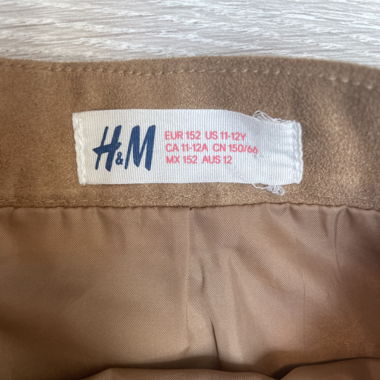 H&M
EUR 152 US 11-12Y
CA 11-12A CN 150/66
MX 152 AUS 12